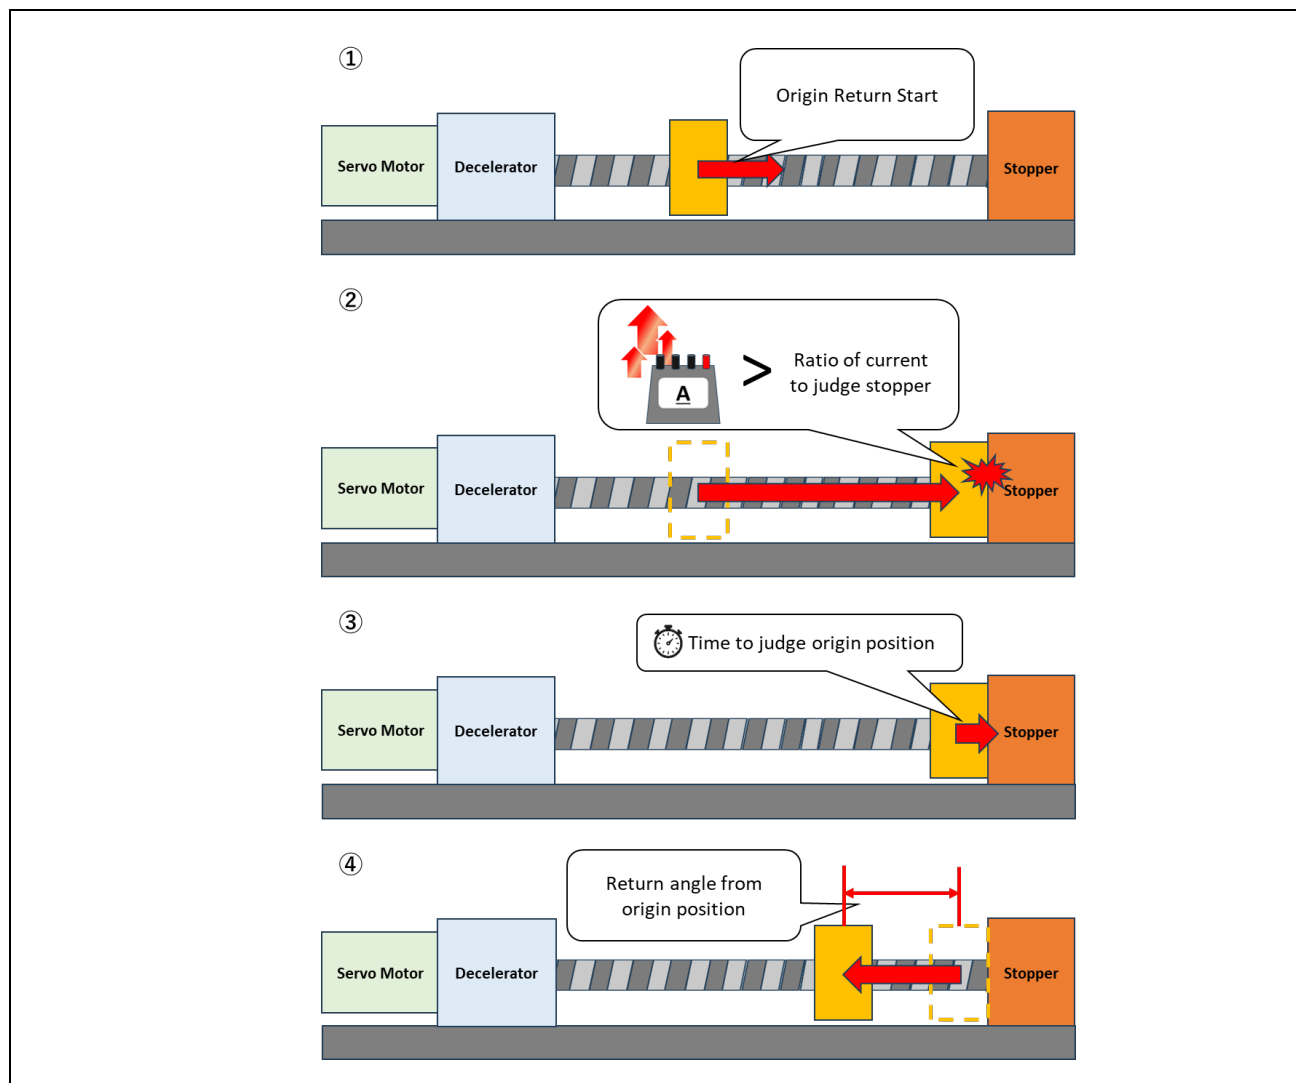 ①
Origin Return Start
Servo Motor
Decelerator
Stopper
②
A
>
Ratio of current
to judge stopper
Servo Motor
Decelerator
Stopper
③
Time to judge origin position
Servo Motor
Decelerator
Stopper
④
Return angle from
origin position
Servo Motor
Decelerator
Stopper